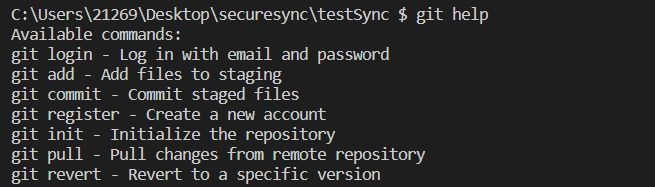 C:\Users\21269\Desktop\securesync\testSync $ git help
Available commands:
git login - Log in with email and password
git add - Add files to staging
git commit - Commit staged files
git register - Create a new account
git init - Initialize the repository
git pull - Pull changes from remote repository
git revert - Revert to a specific version